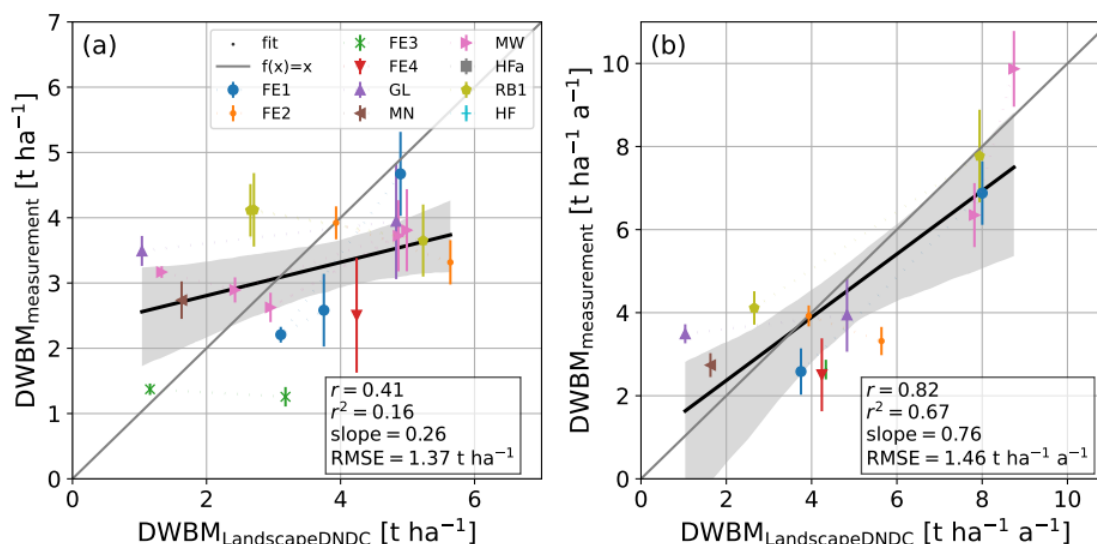 (a)
fit
f(x)=x
FE1
FE2
FE3
FE4
GL
MN
MW
HFa
RB1
HF
7
6
5
4
3
2
1
0
DWBM_measurement [t ha⁻¹]
r = 0.41
r² = 0.16
slope = 0.26
RMSE = 1.37 t ha⁻¹
0 2 4 6
DWBM_LandscapeDNDC [t ha⁻¹]
(b)
10
8
6
4
2
0
DWBM_measurement [t ha⁻¹ a⁻¹]
r = 0.82
r² = 0.67
slope = 0.76
RMSE = 1.46 t ha⁻¹ a⁻¹
0 2 4 6 8 10
DWBM_LandscapeDNDC [t ha⁻¹ a⁻¹]